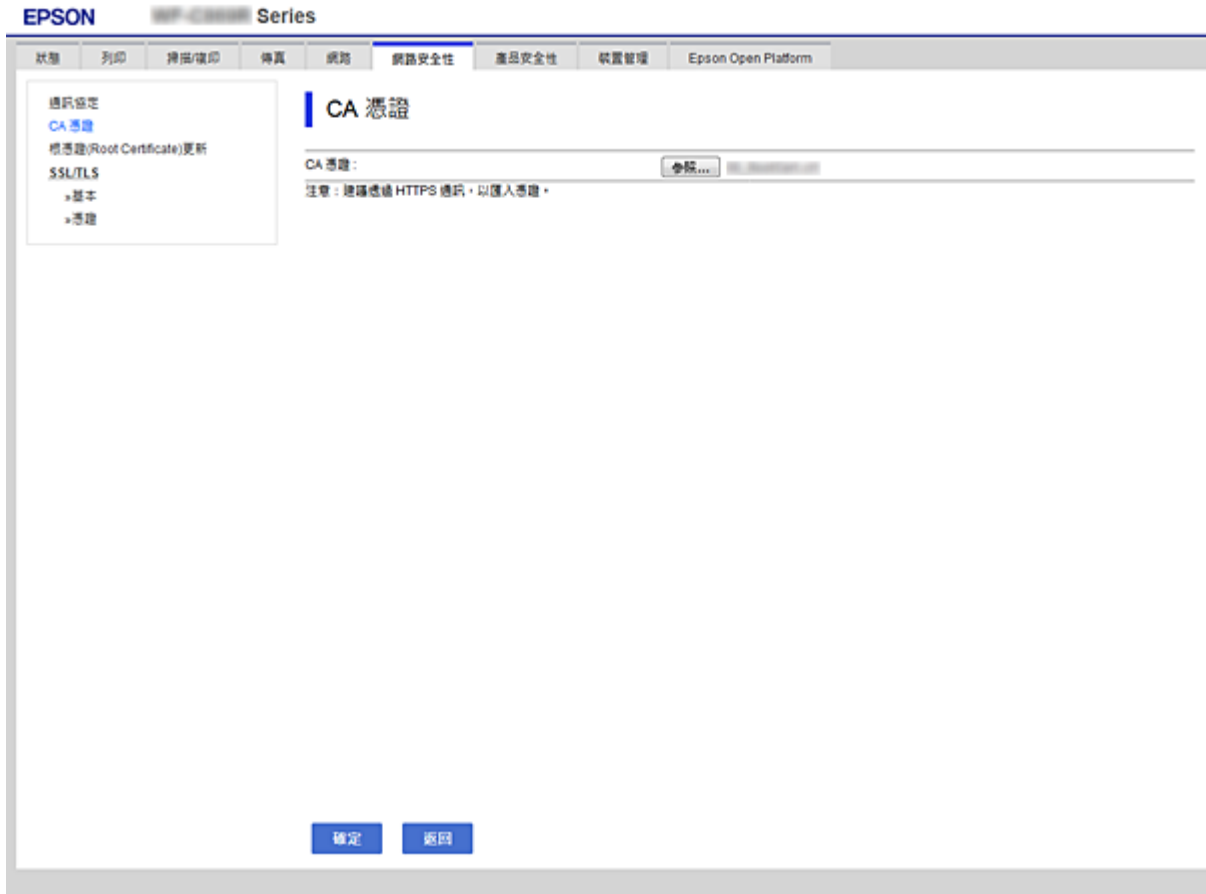 EPSON Series
狀態 列印 掃描/復印 傳真 網路 網路安全性 產品安全性 裝置管理 Epson Open Platform
通訊協定
CA 憑證
根憑證(Root Certificate)更新
SSL/TLS
»基本
»憑證
CA 憑證
CA 憑證 : 參照...
注意：建議透過 HTTPS 通訊，以匯入憑證。
確定 返回